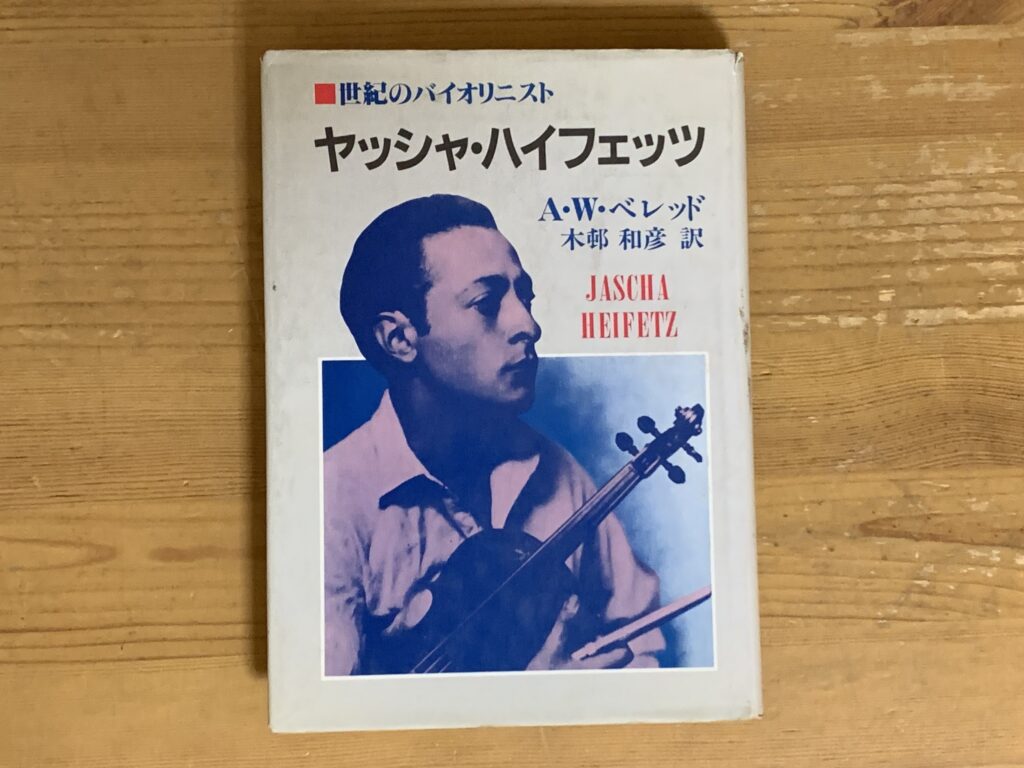 ■世紀のバイオリニスト
ヤッシャ・ハイフェッツ
A・W・ベレッド
木邨 和彦 訳
JASCHA
HEIFETZ